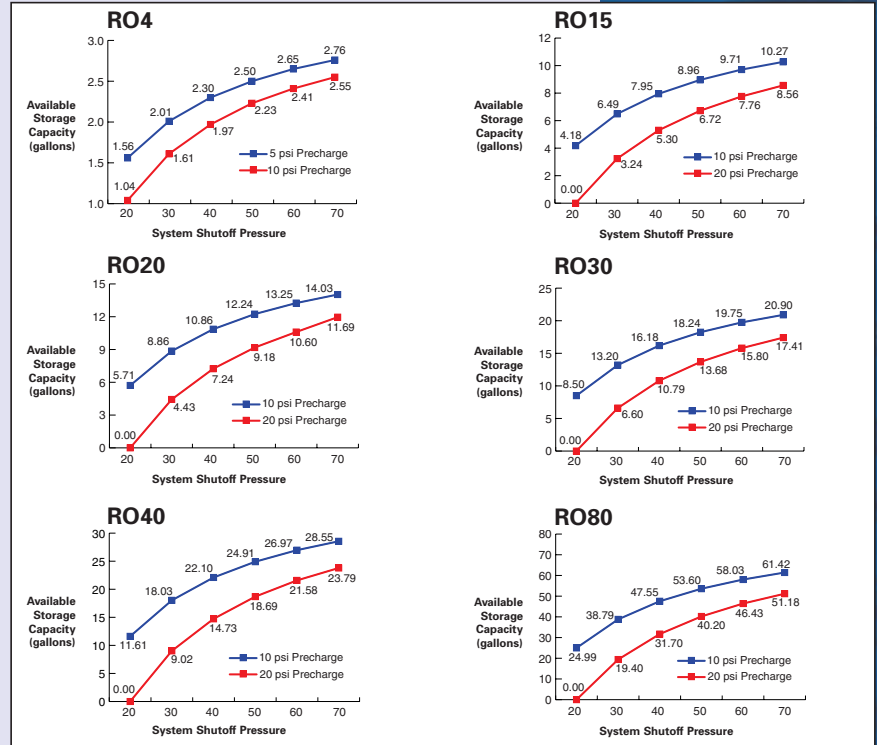 RO4
3.0
2.5
2.0
1.5
1.0
Available
Storage
Capacity
(gallons)
1.56
2.01
2.30
2.50
2.65
2.76
1.04
1.61
1.97
2.23
2.41
2.55
5 psi Precharge
10 psi Precharge
20 30 40 50 60 70
System Shutoff Pressure
RO15
12
10
8
6
4
2
0
Available
Storage
Capacity
(gallons)
4.18
6.49
7.95
8.96
9.71
10.27
0.00
3.24
5.30
6.72
7.76
8.56
10 psi Precharge
20 psi Precharge
20 30 40 50 60 70
System Shutoff Pressure
RO20
15
12
9
6
3
0
Available
Storage
Capacity
(gallons)
5.71
8.86
10.86
12.24
13.25
14.03
0.00
4.43
7.24
9.18
10.60
11.69
10 psi Precharge
20 psi Precharge
20 30 40 50 60 70
System Shutoff Pressure
RO30
25
20
15
10
5
0
Available
Storage
Capacity
(gallons)
8.50
13.20
16.18
18.24
19.75
20.90
0.00
6.60
10.79
13.68
15.80
17.41
10 psi Precharge
20 psi Precharge
20 30 40 50 60 70
System Shutoff Pressure
RO40
30
25
20
15
10
5
0
Available
Storage
Capacity
(gallons)
11.61
18.03
22.10
24.91
26.97
28.55
0.00
9.02
14.73
18.69
21.58
23.79
10 psi Precharge
20 psi Precharge
20 30 40 50 60 70
System Shutoff Pressure
RO80
80
70
60
50
40
30
20
10
0
Available
Storage
Capacity
(gallons)
24.99
38.79
47.55
53.60
58.03
61.42
0.00
19.40
31.70
40.20
46.43
51.18
10 psi Precharge
20 psi Precharge
20 30 40 50 60 70
System Shutoff Pressure